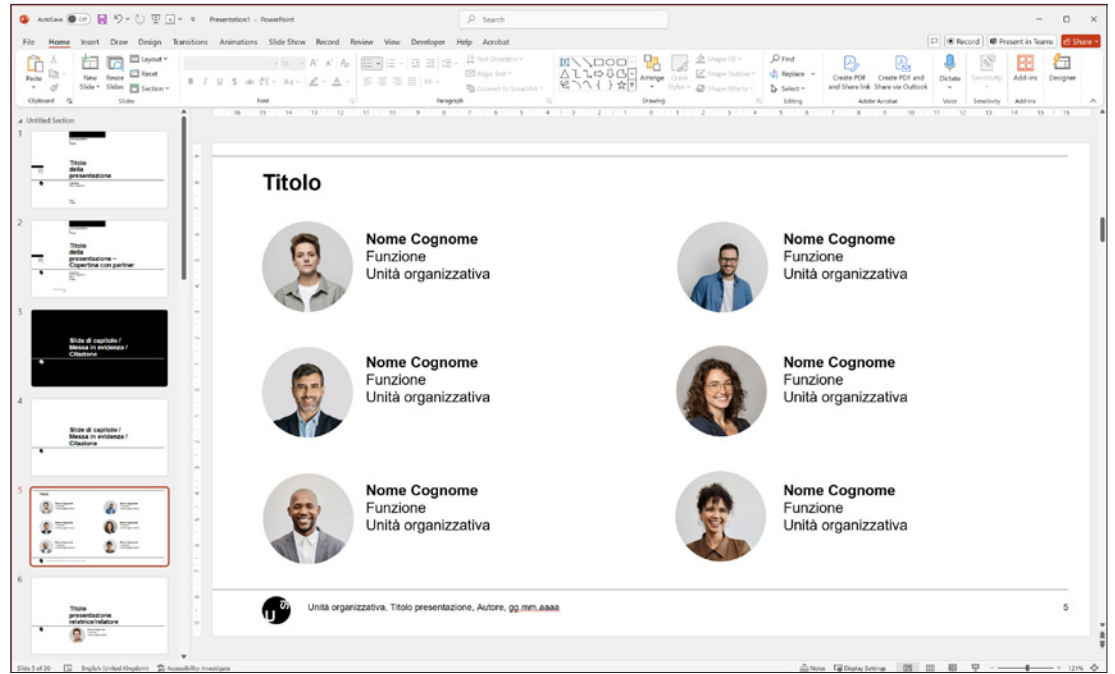 AutoSave Off
Presentation1 - PowerPoint
Search
File Home Insert Draw Design Transitions Animations Slide Show Record Review View Developer Help Acrobat
Record Present in Teams Share
Paste
New Slide Reuse Slides
Layout
Reset
Section
Text Direction
Align Text
Convert to SmartArt
Arrange Quick Styles
Shape Fill
Shape Outline
Shape Effects
Find
Replace
Select
Create PDF and Share link
Create PDF and Share via Outlook
Dictate
Sensitivity
Add-ins
Designer
Clipboard Slides Font Paragraph Drawing Editing Adobe Acrobat Voice Sensitivity Add-ins
Untitled Section
1
Titolo
della
presentazione
2
Titolo
della
presentazione –
Copertina con partner
3
Slide di capitolo /
Messa in evidenza /
Citazione
4
Slide di capitolo /
Messa in evidenza /
Citazione
5
6
Titolo
presentazione
relatrice/relatore
Titolo
Nome Cognome
Funzione
Unità organizzativa
Nome Cognome
Funzione
Unità organizzativa
Nome Cognome
Funzione
Unità organizzativa
Nome Cognome
Funzione
Unità organizzativa
Nome Cognome
Funzione
Unità organizzativa
Nome Cognome
Funzione
Unità organizzativa
Unità organizzativa, Titolo presentazione, Autore, gg.mm.aaaa
5
Slide 5 of 20 English (United Kingdom) Accessibility: Investigate
Notes Display Settings 121%